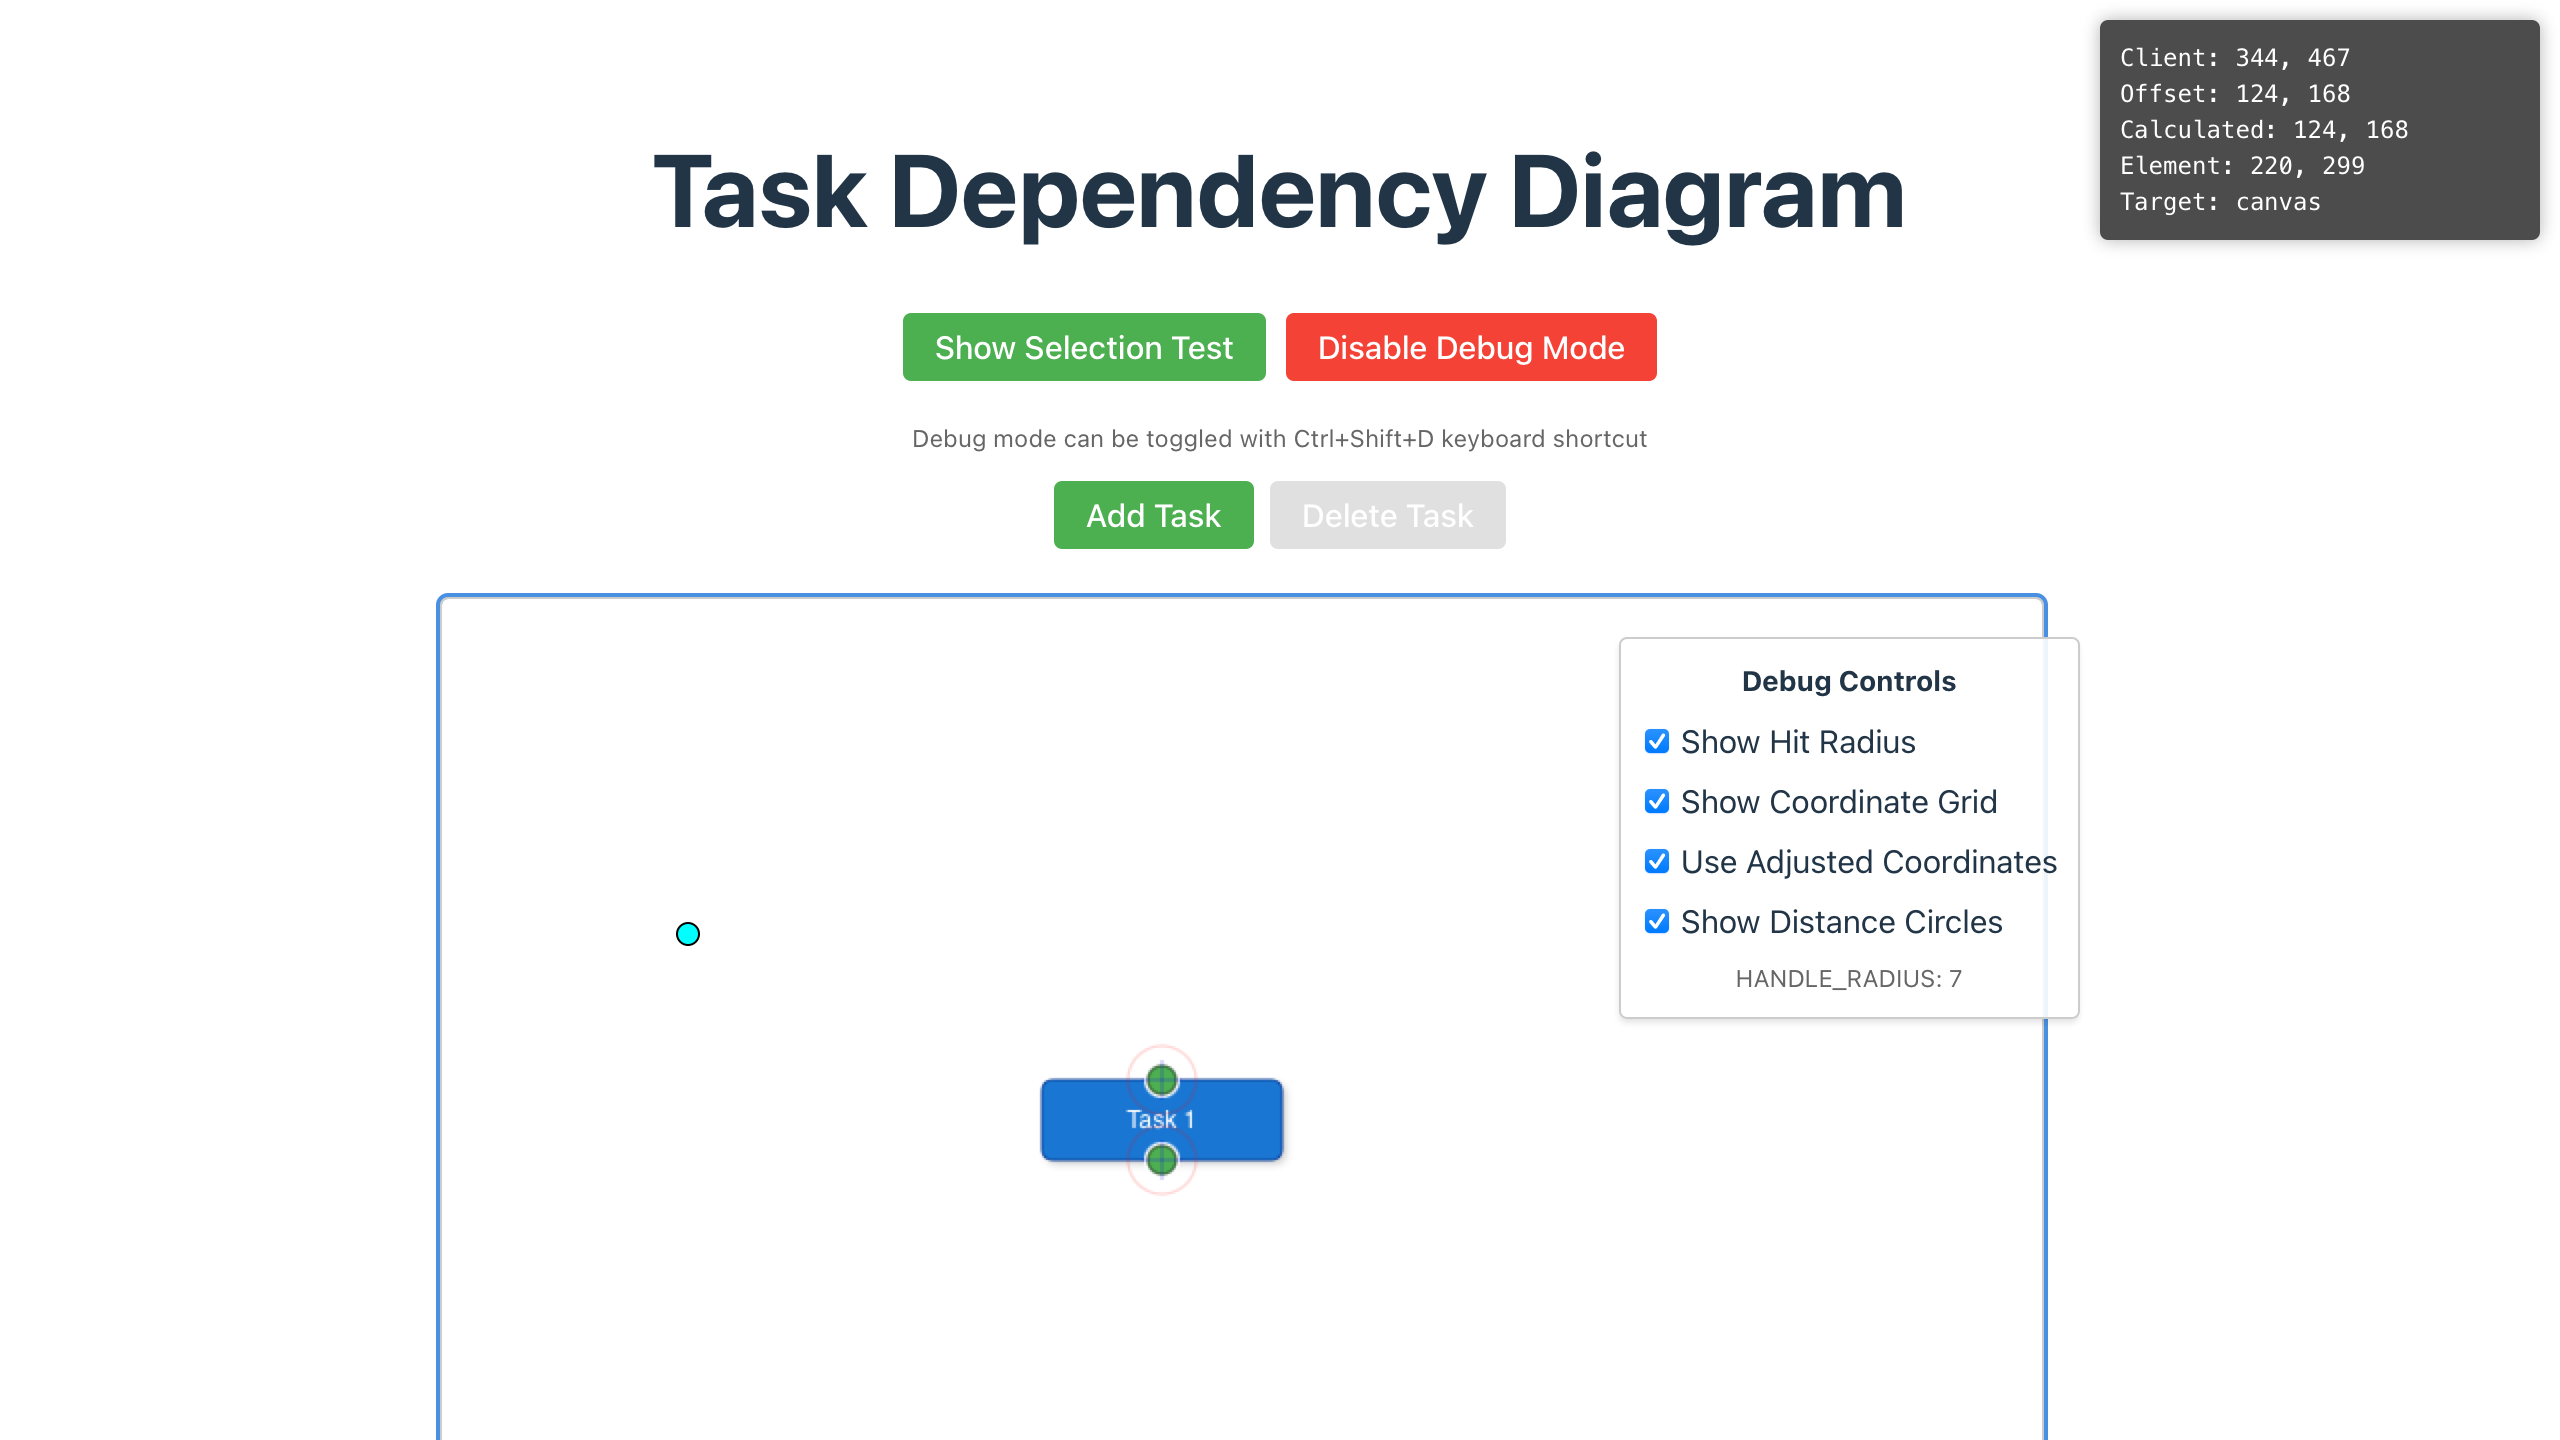 Client: 344, 467
Offset: 124, 168
Calculated: 124, 168
Element: 220, 299
Target: canvas
Task Dependency Diagram
Show Selection Test
Disable Debug Mode
Debug mode can be toggled with Ctrl+Shift+D keyboard shortcut
Add Task
Delete Task
Debug Controls
Show Hit Radius
Show Coordinate Grid
Use Adjusted Coordinates
Show Distance Circles
HANDLE_RADIUS: 7
Task 1